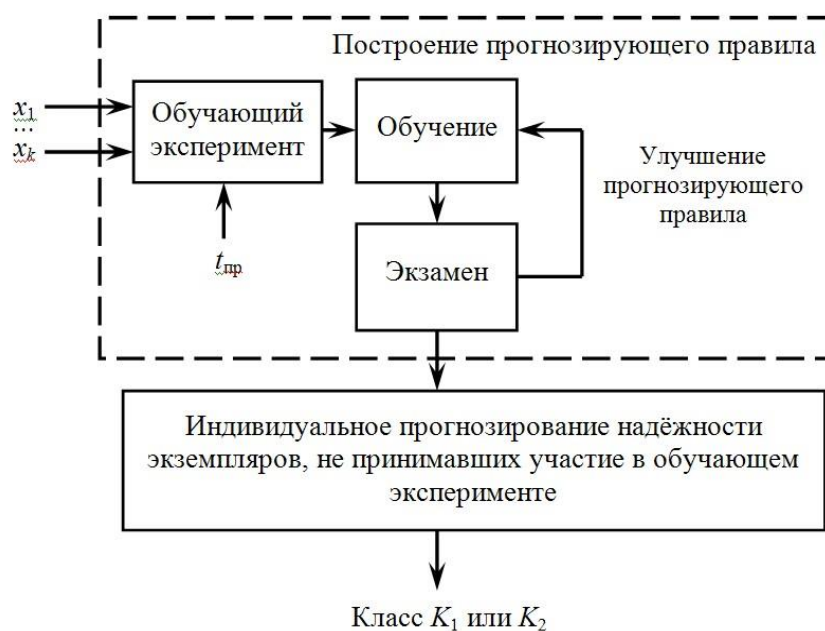 Построение прогнозирующего правила
x1
...
xk
Обучающий
эксперимент
Обучение
Улучшение
прогнозирующего
правила
tпр
Экзамен
Индивидуальное прогнозирование надёжности
экземпляров, не принимавших участие в обучающем
эксперименте
Класс K1 или K2